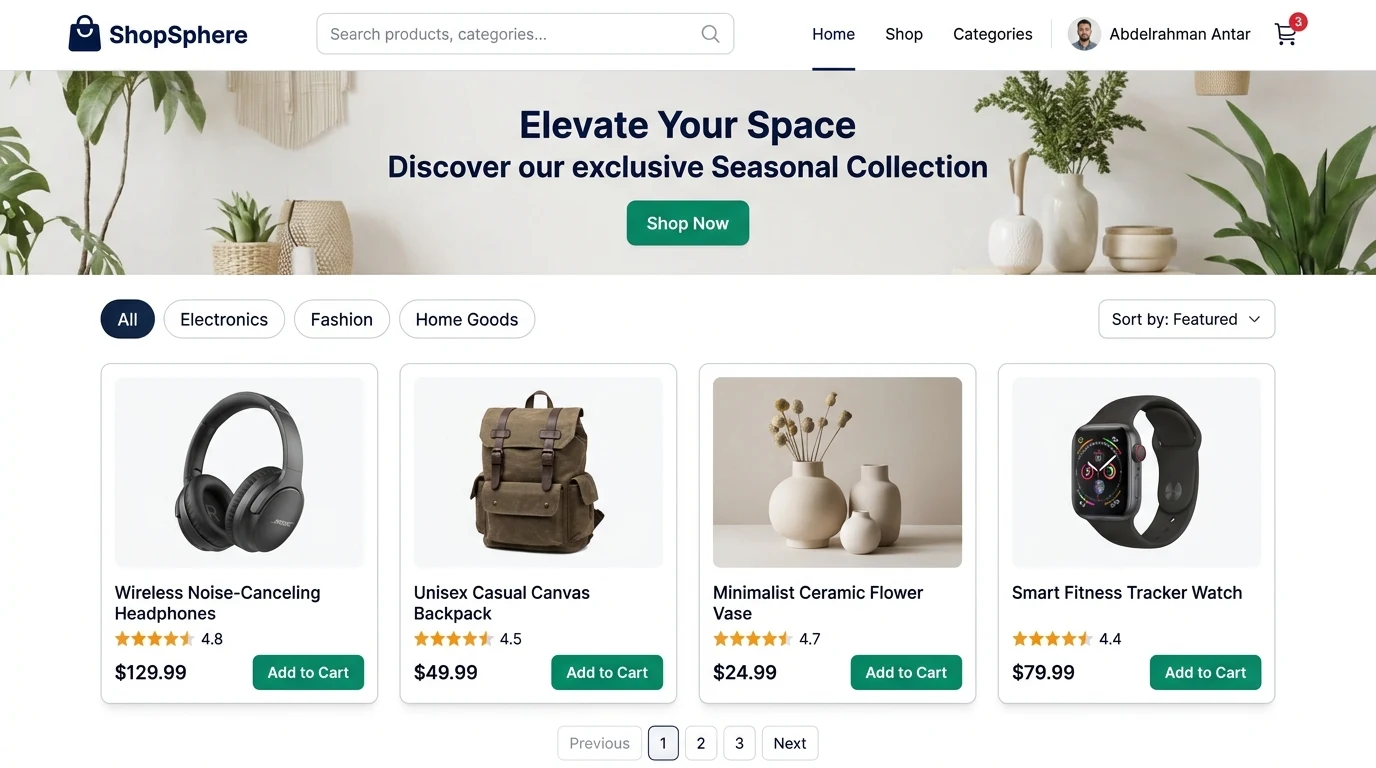 ShopSphere
Search products, categories...
Home
Shop
Categories
Abdelrahman Antar
3
Elevate Your Space
Discover our exclusive Seasonal Collection
Shop Now
All
Electronics
Fashion
Home Goods
Sort by: Featured
Wireless Noise-Canceling
Headphones
4.8
$129.99
Add to Cart
Unisex Casual Canvas
Backpack
4.5
$49.99
Add to Cart
Minimalist Ceramic Flower
Vase
4.7
$24.99
Add to Cart
Smart Fitness Tracker Watch
4.4
$79.99
Add to Cart
Previous
1
2
3
Next